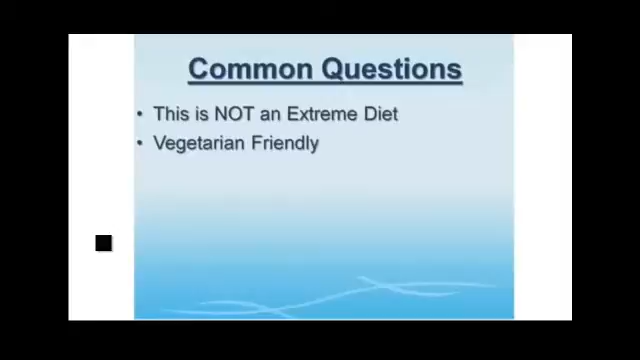 Common Questions
• This is NOT an Extreme Diet
• Vegetarian Friendly